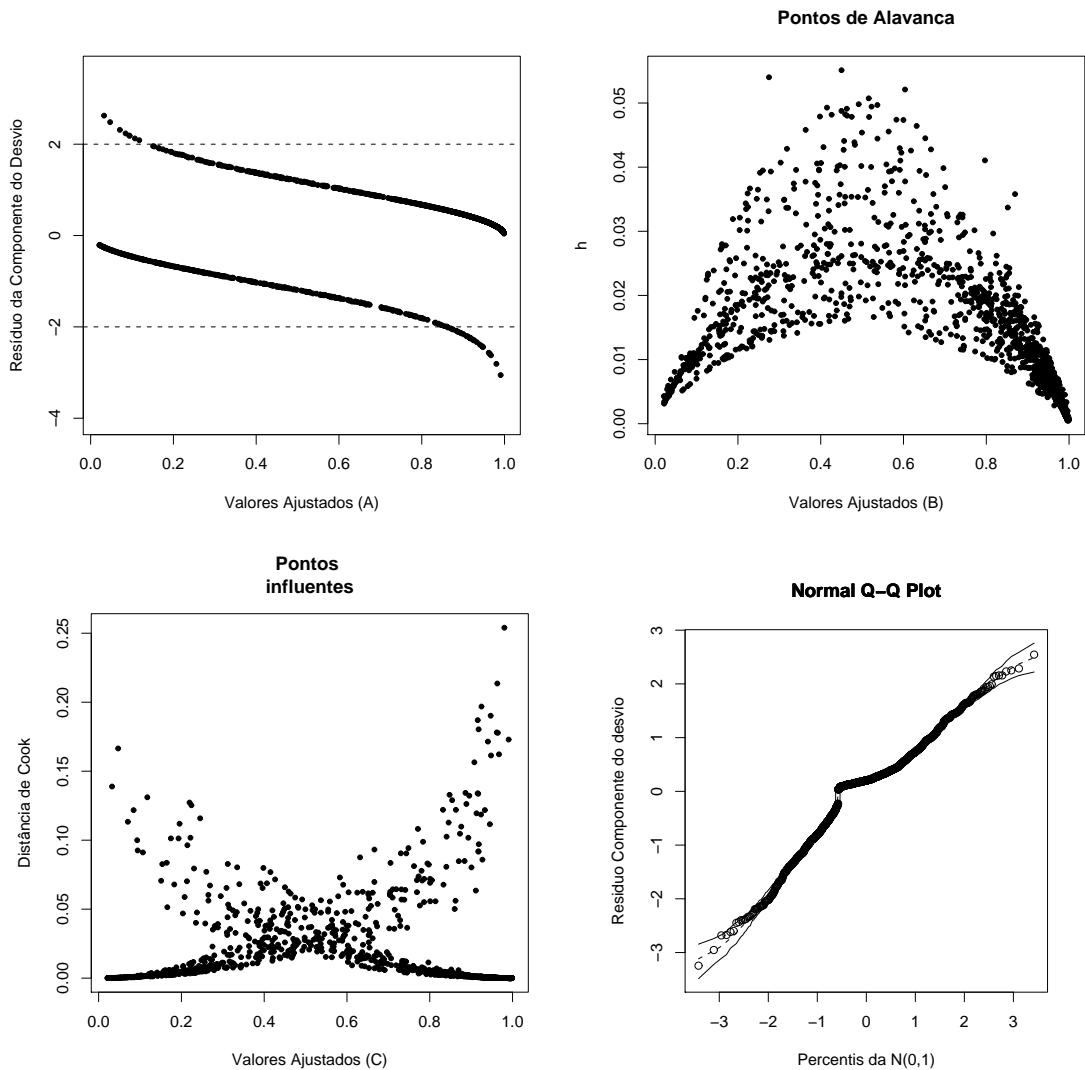 Resíduo da Componente do Desvio
2
0
−2
−4
0.0 0.2 0.4 0.6 0.8 1.0
Valores Ajustados (A)
Pontos de Alavanca
h
0.05
0.04
0.03
0.02
0.01
0.00
0.0 0.2 0.4 0.6 0.8 1.0
Valores Ajustados (B)
Pontos
influentes
Distância de Cook
0.25
0.20
0.15
0.10
0.05
0.00
0.0 0.2 0.4 0.6 0.8 1.0
Valores Ajustados (C)
Normal Q−Q Plot
Resíduo Componente do desvio
3
2
1
0
−1
−2
−3
−3 −2 −1 0 1 2 3
Percentis da N(0,1)